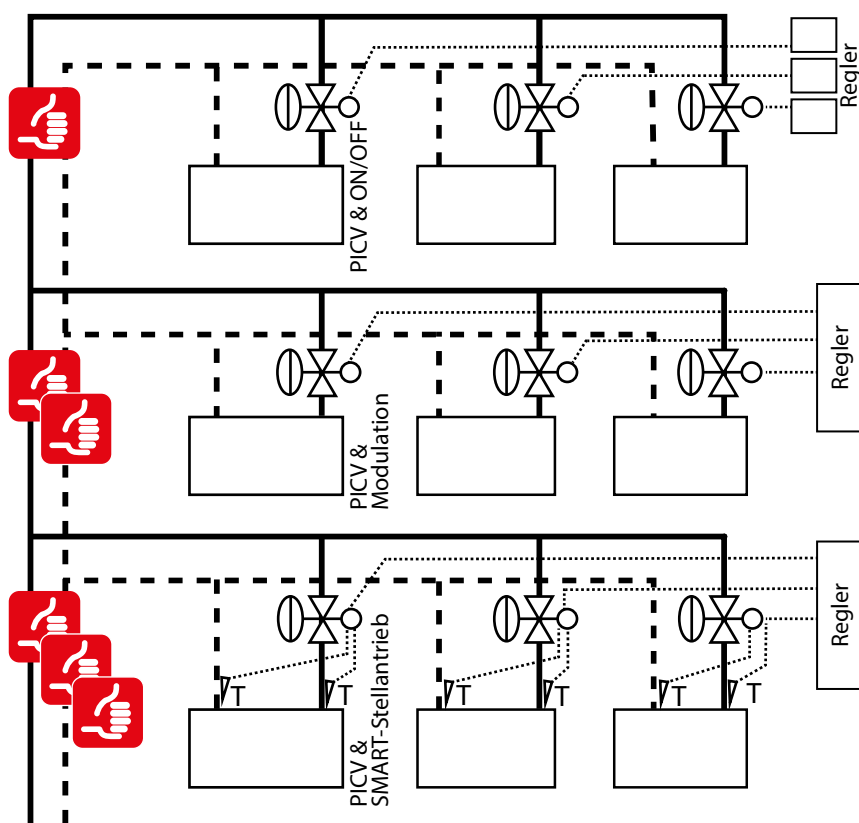 Regler
PICV & ON/OFF
Regler
PICV &
Modulation
Regler
T
T
T
T
T
T
PICV &
SMART-Stellantrieb